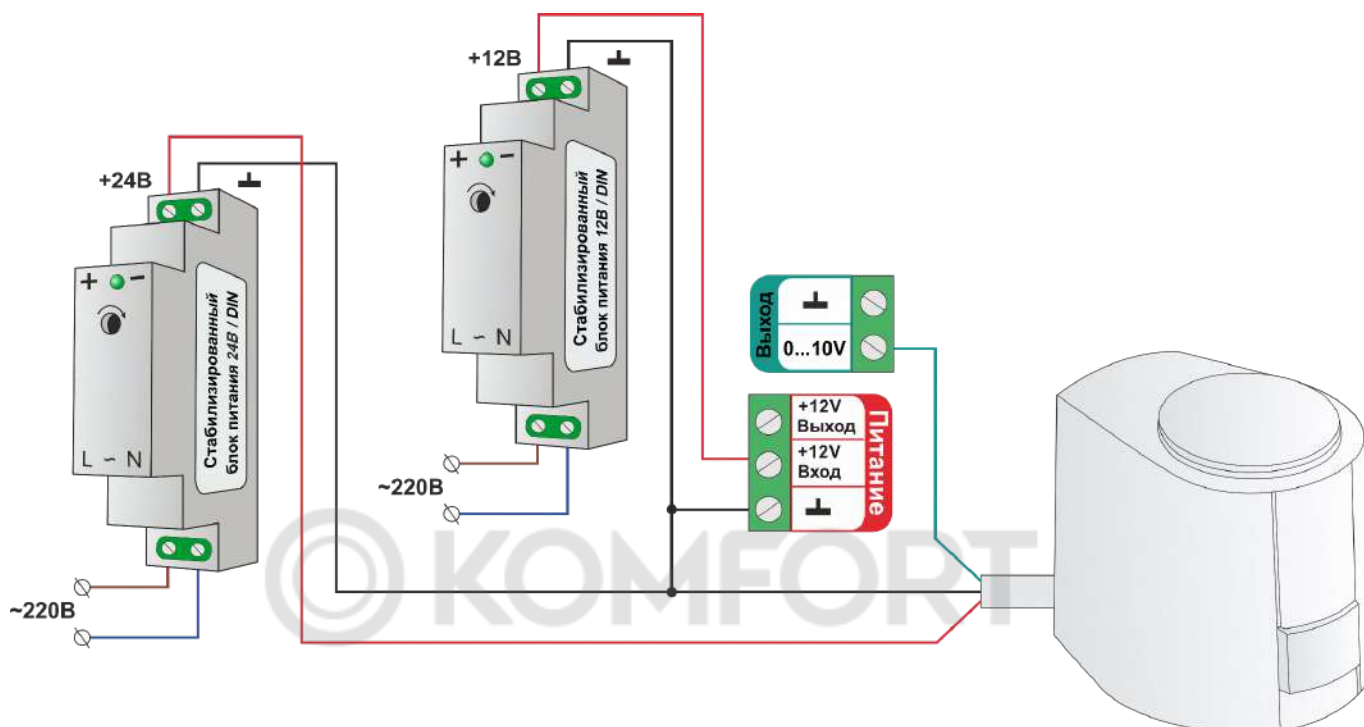 +12В
+ −
Стабилизированный
блок питания 12В / DIN
L ~ N
~220В
+24В
+ −
Стабилизированный
блок питания 24В / DIN
L ~ N
~220В
Выход
0...10V
Питание
+12V
Выход
+12V
Вход
KOMFORT